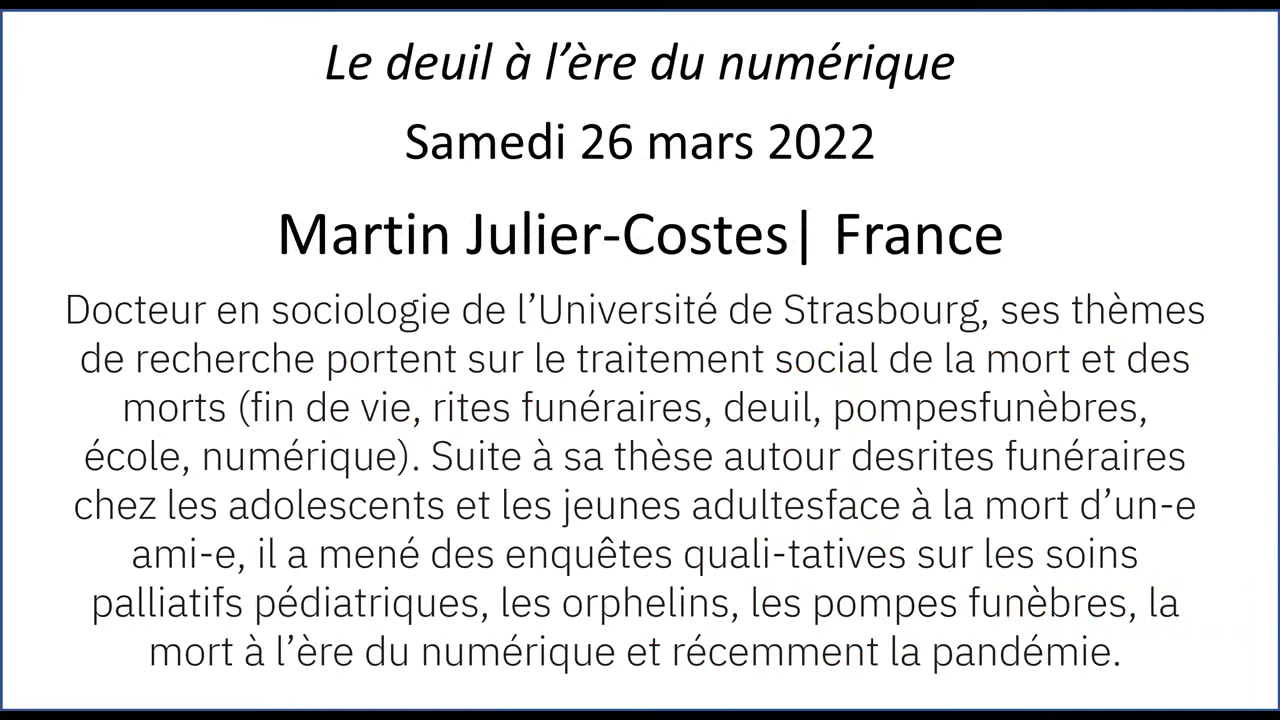 Le deuil à l’ère du numérique
Samedi 26 mars 2022
Martin Julier-Costes| France
Docteur en sociologie de l’Université de Strasbourg, ses thèmes
de recherche portent sur le traitement social de la mort et des
morts (fin de vie, rites funéraires, deuil, pompesfunèbres,
école, numérique). Suite à sa thèse autour desrites funéraires
chez les adolescents et les jeunes adultesface à la mort d’un-e
ami-e, il a mené des enquêtes quali-tatives sur les soins
palliatifs pédiatriques, les orphelins, les pompes funèbres, la
mort à l’ère du numérique et récemment la pandémie.